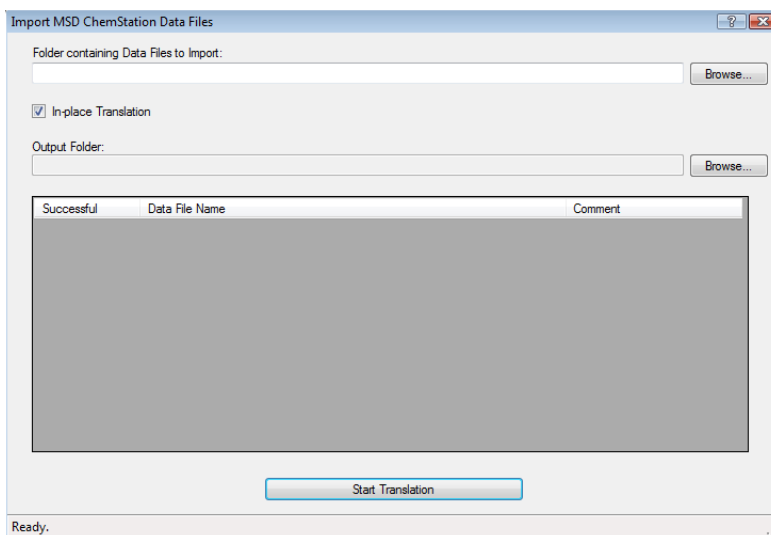 Import MSD ChemStation Data Files
Folder containing Data Files to Import:
Browse...
In-place Translation
Output Folder:
Browse...
Successful Data File Name Comment
Start Translation
Ready.